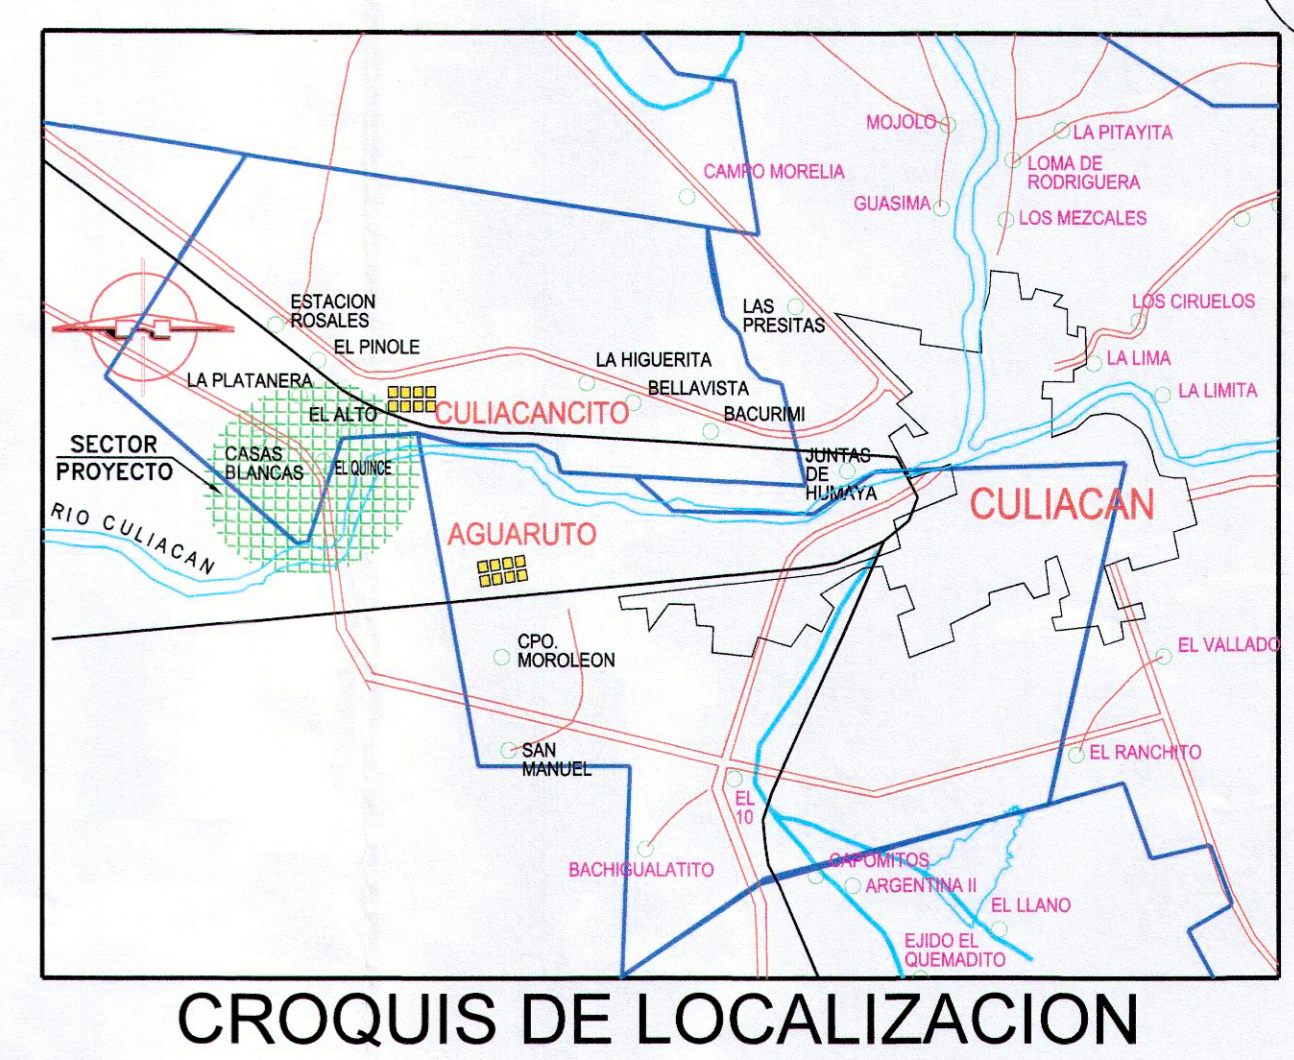 MOJOLO
LA PITAYITA
CAMPO MORELIA
LOMA DE
RODRIGUERA
GUASIMA
LOS MEZCALES
ESTACION
ROSALES
LAS
PRESITAS
LOS CIRUELOS
EL PINOLE
LA HIGUERITA
LA LIMA
LA PLATANERA
BELLAVISTA
LA LIMITA
EL ALTO
CULIACANCITO
BACURIMI
SECTOR
PROYECTO
CASAS
BLANCAS
EL QUINCE
JUNTAS
DE
HUMAYA
CULIACAN
RIO CULIACAN
AGUARUTO
CPO.
MOROLEON
EL VALLADO
SAN
MANUEL
EL RANCHITO
EL
10
BACHIGUALATITO
CAPOMITOS
ARGENTINA II
EL LLANO
EJIDO EL
QUEMADITO
CROQUIS DE LOCALIZACION